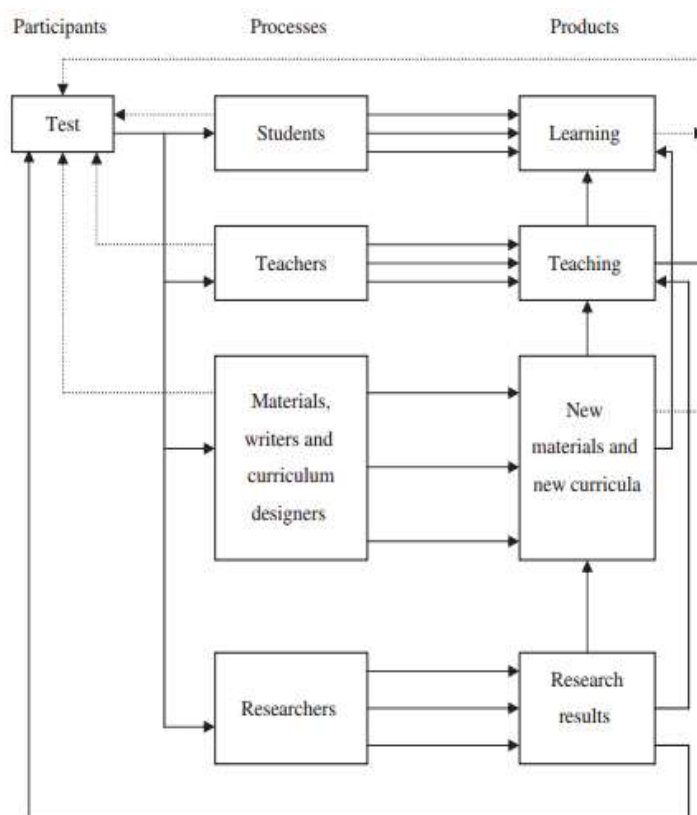 Participants Processes Products
Test
Students
Learning
Teachers
Teaching
Materials,
writers and
curriculum
designers
New
materials and
new curricula
Researchers
Research
results